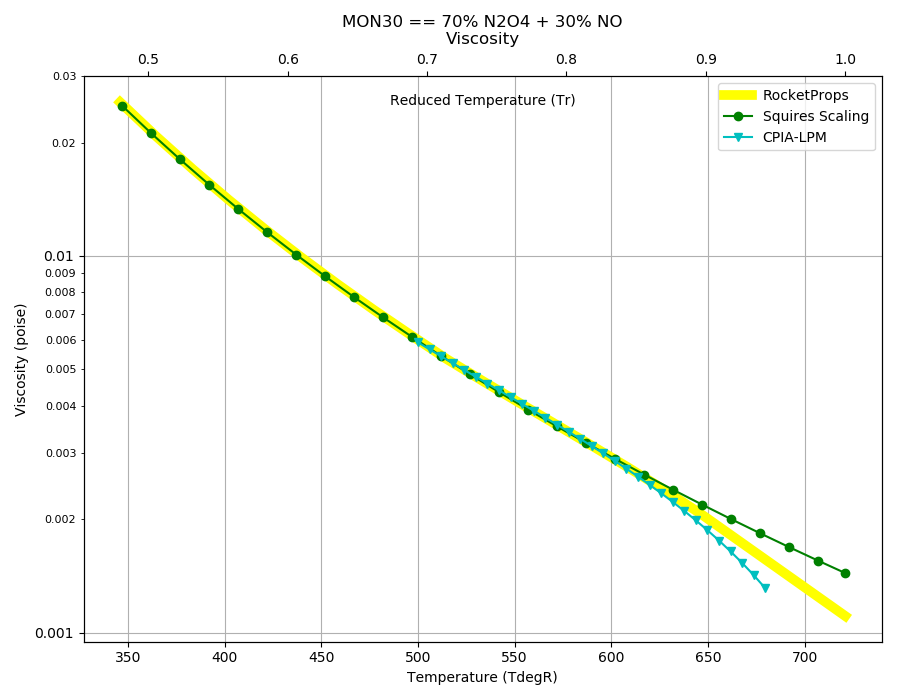 MON30 == 70% N2O4 + 30% NO
Viscosity
0.5 0.6 0.7 0.8 0.9 1.0
Reduced Temperature (Tr)
RocketProps
Squires Scaling
CPIA-LPM
0.03
0.02
0.01
0.009
0.008
0.007
0.006
0.005
0.004
0.003
0.002
0.001
Viscosity (poise)
350 400 450 500 550 600 650 700
Temperature (TdegR)